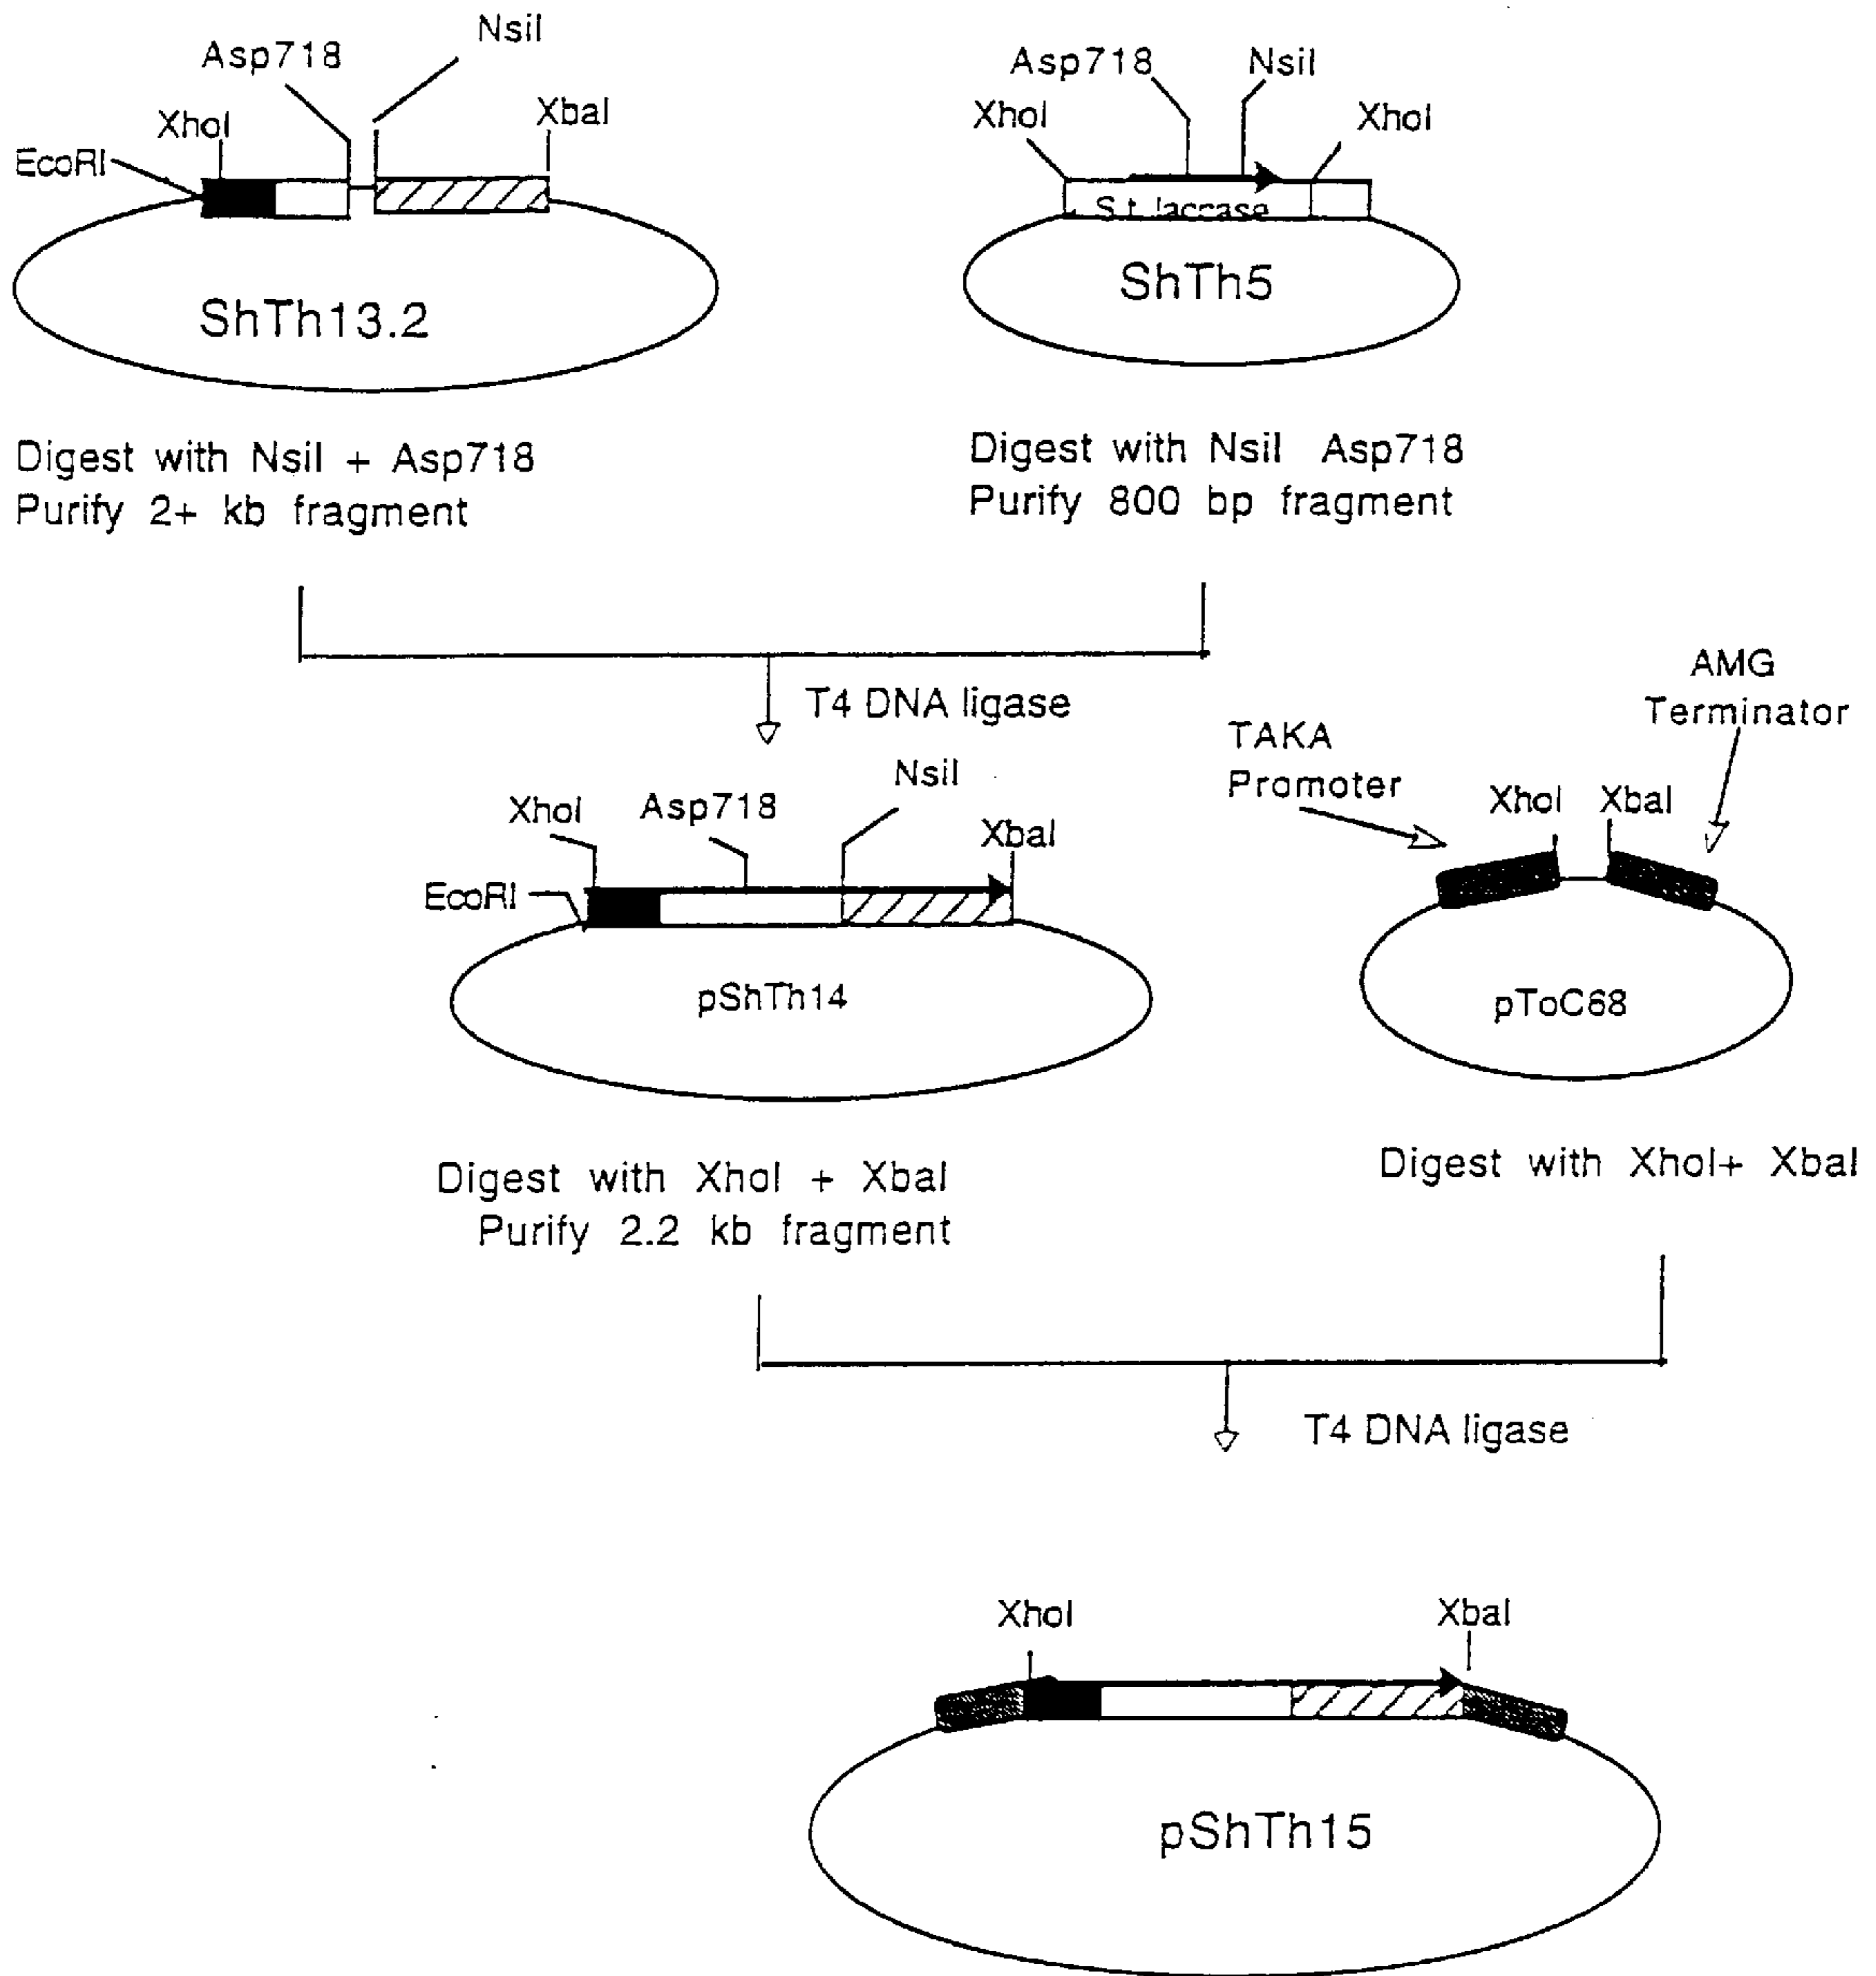 NsiI
Asp718
XhoI
XbaI
EcoRI
ShTh13.2
Asp718
NsiI
XhoI
XhoI
S.t. laccase
ShTh5
Digest with NsiI + Asp718
Purify 2+ kb fragment
Digest with NsiI Asp718
Purify 800 bp fragment
T4 DNA ligase
AMG
Terminator
TAKA
Promoter
NsiI
XhoI
Asp718
XbaI
EcoRI
pShTh14
XhoI
XbaI
pToC68
Digest with XhoI + XbaI
Purify 2.2 kb fragment
Digest with XhoI+ XbaI
T4 DNA ligase
XhoI
XbaI
pShTh15